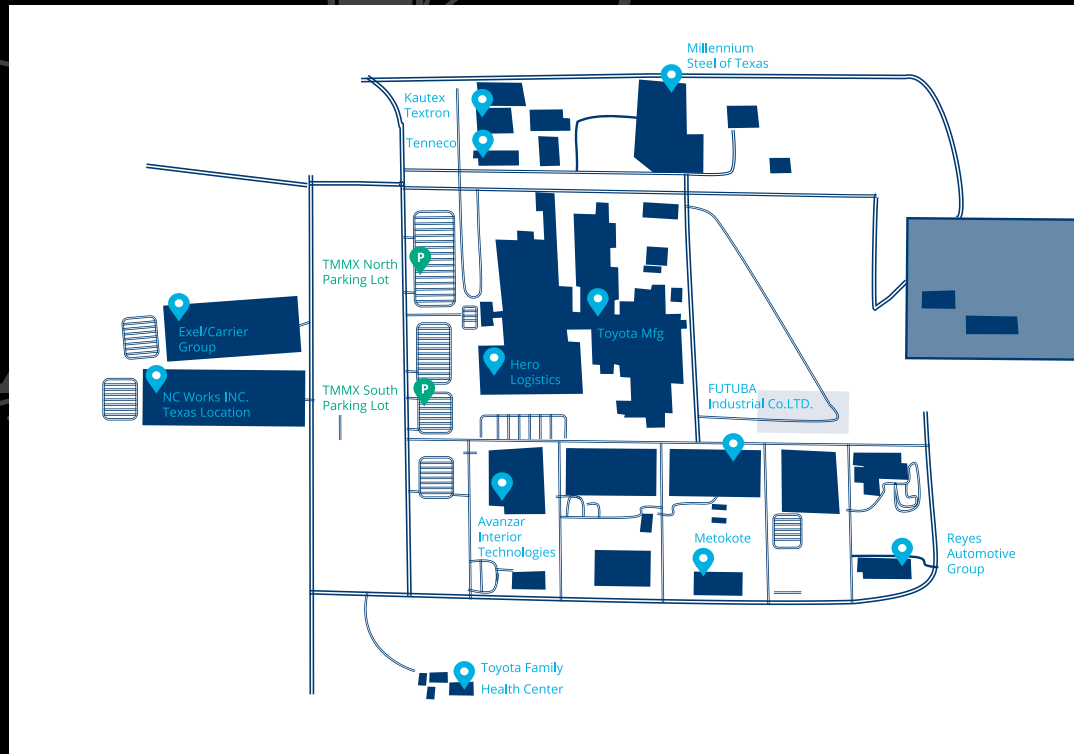 Millennium
Steel of Texas
Kautex
Textron
Tenneco
TMMX North
Parking Lot
P
Exel/Carrier
Group
Toyota Mfg
Hero
Logistics
NC Works INC.
Texas Location
TMMX South
Parking Lot
P
FUTUBA
Industrial Co.LTD.
Avanzar
Interior
Technologies
Metokote
Reyes
Automotive
Group
Toyota Family
Health Center